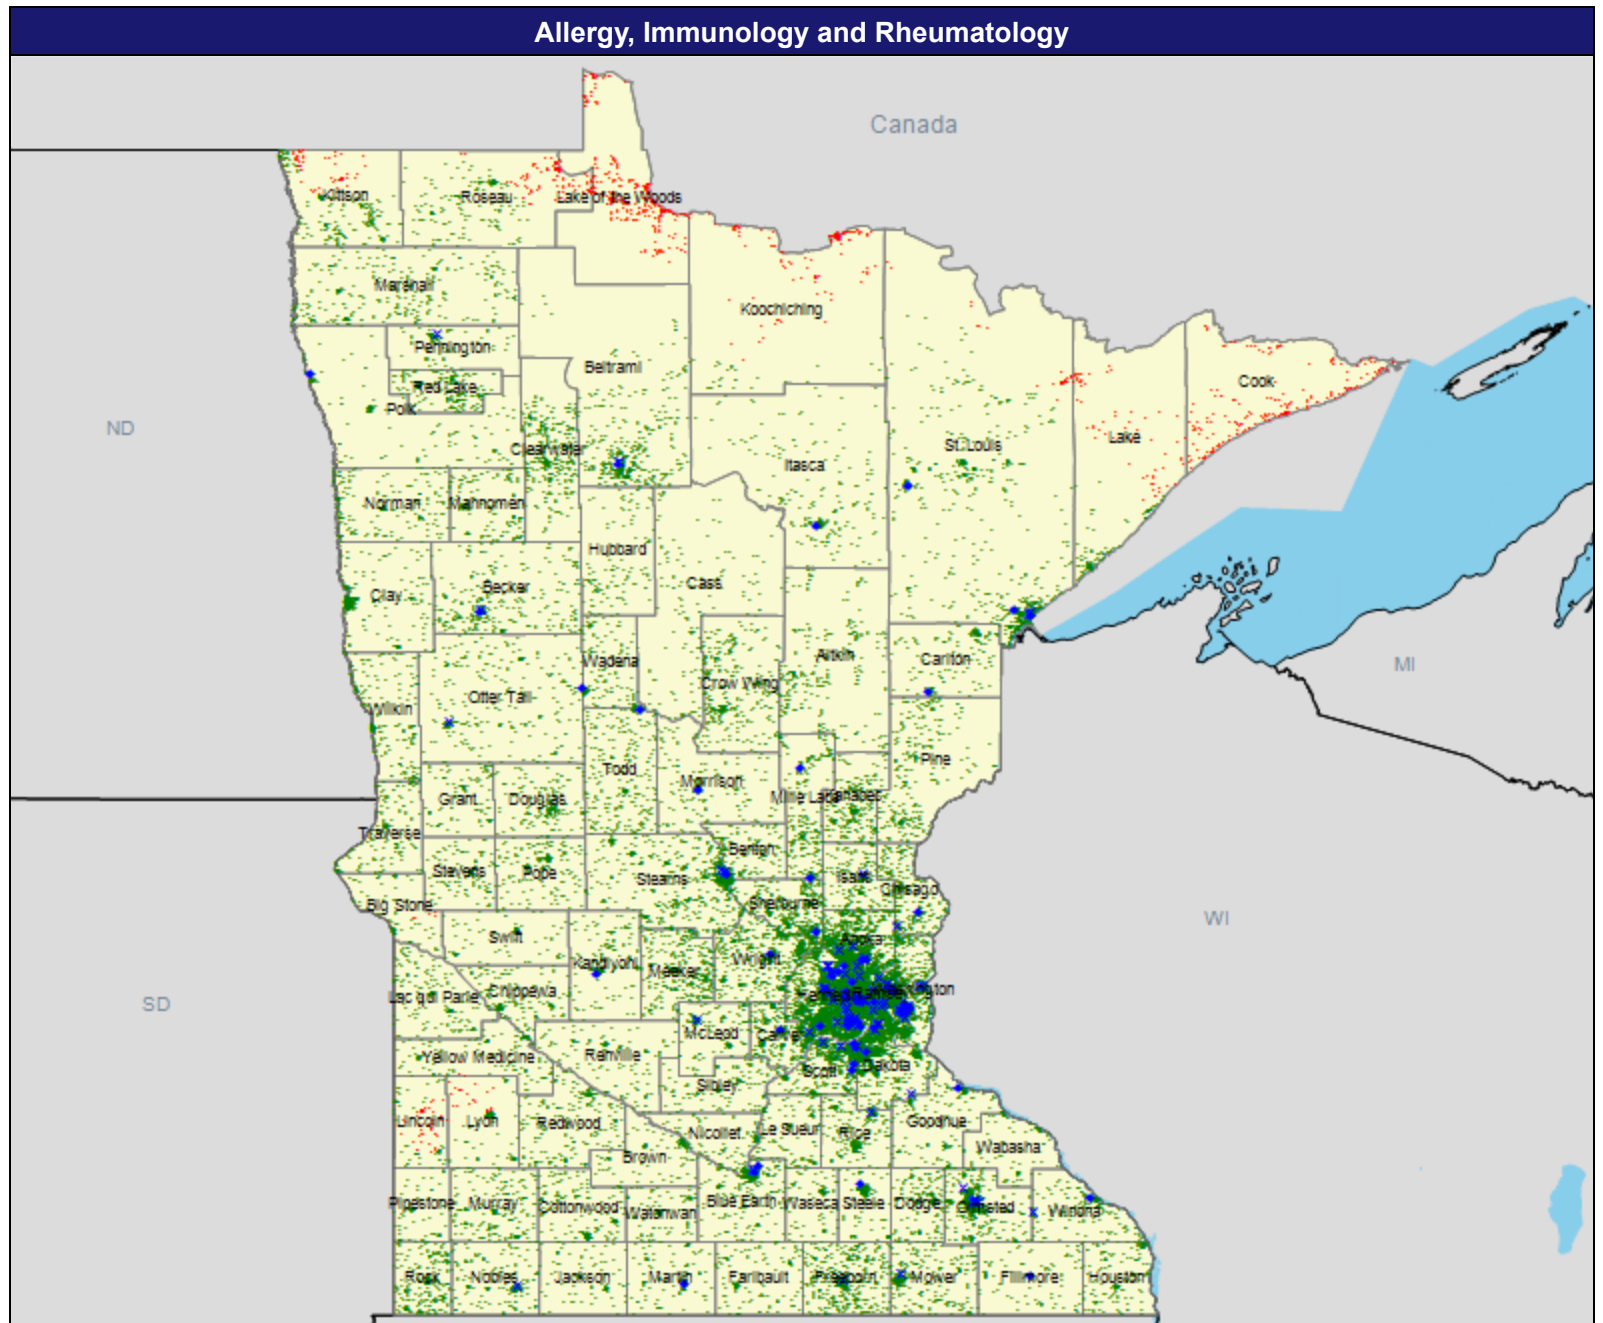 Allergy, Immunology and Rheumatology
Canada
Kittson
Roseau
Lake of the Woods
Marshall
Koochiching
Pennington
Beltrami
Red Lake
Cook
Polk
ND
Lake
Clearwater
St. Louis
Itasca
Norman
Mahnomen
Hubbard
Cass
Becker
Clay
Aitkin
Carlton
Wadena
MI
Crow Wing
Otter Tail
Wilkin
Pine
Todd
Morrison
Mille Lacs
Kanabec
Grant
Douglas
Traverse
Benton
Stevens
Pope
Stearns
Isanti
Chisago
Big Stone
Sherburne
WI
Swift
Anoka
Wright
Kandiyohi
Meeker
Lac qui Parle
Chippewa
Hennepin
Ramsey
Washington
SD
McLeod
Carver
Yellow Medicine
Renville
Scott
Dakota
Sibley
Lincoln
Lyon
Redwood
Nicollet
Le Sueur
Rice
Goodhue
Wabasha
Brown
Pipestone
Murray
Cottonwood
Watonwan
Blue Earth
Waseca
Steele
Dodge
Olmsted
Winona
Rock
Nobles
Jackson
Martin
Faribault
Freeborn
Mower
Fillmore
Houston